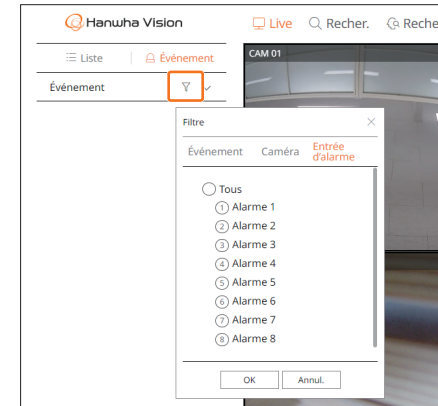 Hanwha Vision
Live Recher. Reche
Liste Événement
CAM 01
Événement
Filtre
Événement Caméra Entrée
d'alarme
Tous
1 Alarme 1
2 Alarme 2
3 Alarme 3
4 Alarme 4
5 Alarme 5
6 Alarme 6
7 Alarme 7
8 Alarme 8
OK Annul.